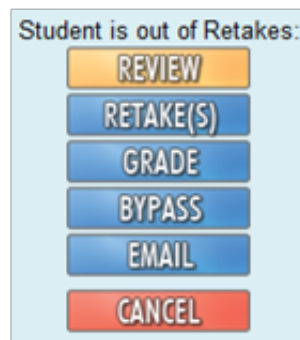 Student is out of Retakes:
REVIEW
RETAKE(S)
GRADE
BYPASS
EMAIL
CANCEL